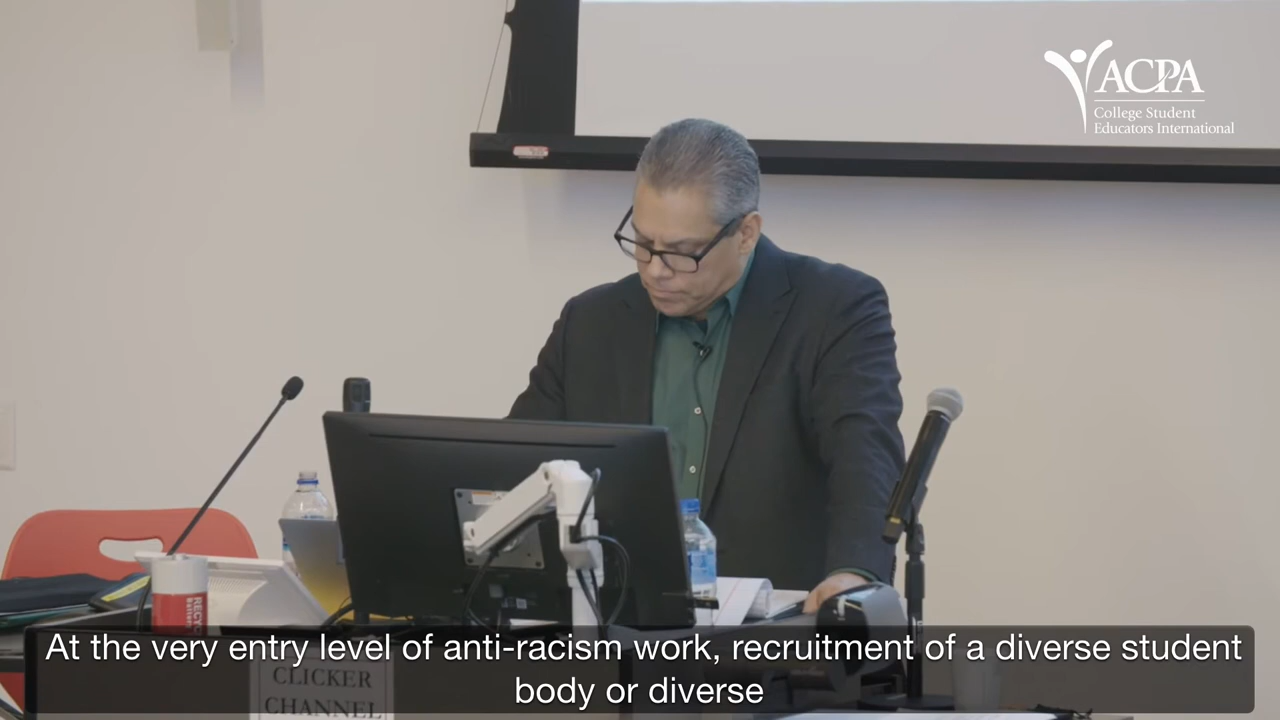 ACPA
College Student
Educators International
RECYC
At the very entry level of anti-racism work, recruitment of a diverse student
body or diverse
CLICKER
CHANNEL